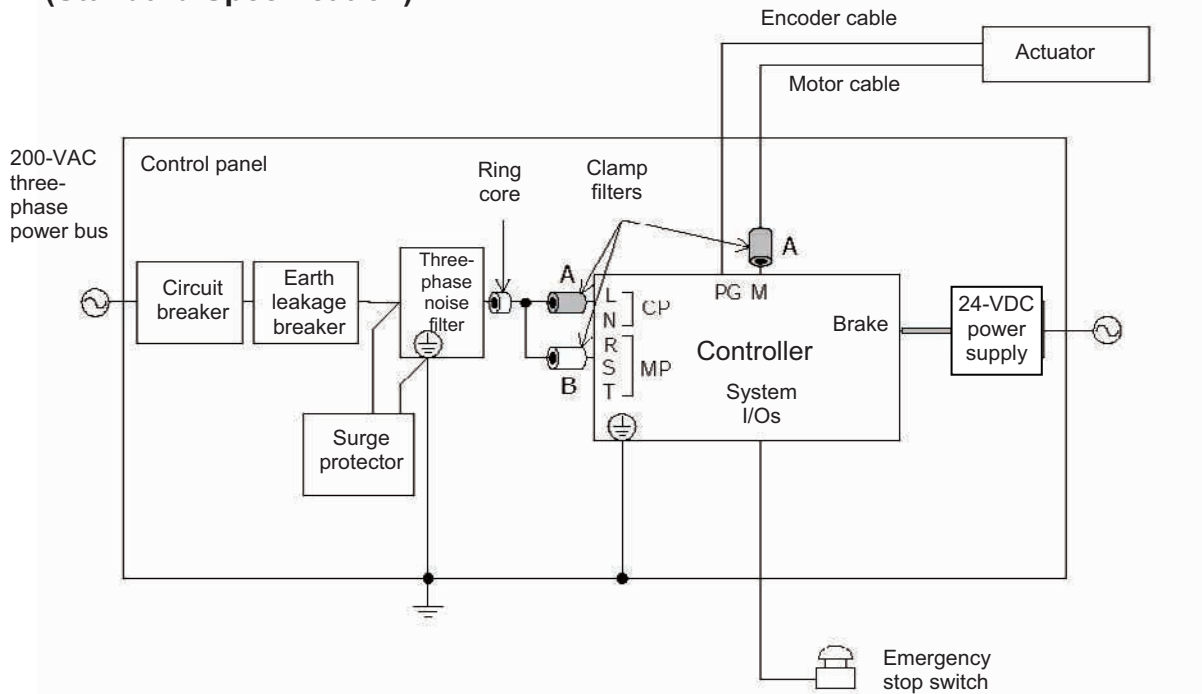 Encoder cable
Actuator
Motor cable
200-VAC
three-
phase
power bus
Control panel
Ring
core
Clamp
filters
A
Circuit
breaker
Earth
leakage
breaker
Three-
phase
noise
filter
A
B
L
N
CP
R
S
T
MP
PG M
Brake
Controller
System
I/Os
24-VDC
power
supply
Surge
protector
Emergency
stop switch